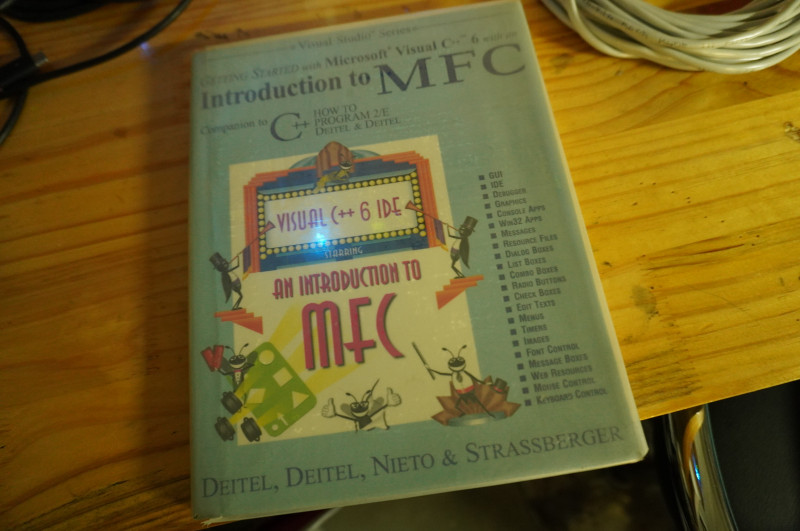 Visual Studio® Series
GETTING STARTED with Microsoft® Visual C++™ 6 with an
Introduction to MFC
Companion to C++ HOW TO
PROGRAM 2/E
DEITEL & DEITEL
VISUAL C++ 6 IDE
STARRING
AN INTRODUCTION TO
MFC
■ GUI
■ IDE
■ DEBUGGER
■ GRAPHICS
■ CONSOLE APPS
■ WIN32 APPS
■ MESSAGES
■ RESOURCE FILES
■ DIALOG BOXES
■ LIST BOXES
■ COMBO BOXES
■ RADIO BUTTONS
■ CHECK BOXES
■ EDIT TEXTS
■ MENUS
■ TIMERS
■ IMAGES
■ FONT CONTROL
■ MESSAGE BOXES
■ WEB RESOURCES
■ MOUSE CONTROL
■ KEYBOARD CONTROL
DEITEL, DEITEL, NIETO & STRASSBERGER